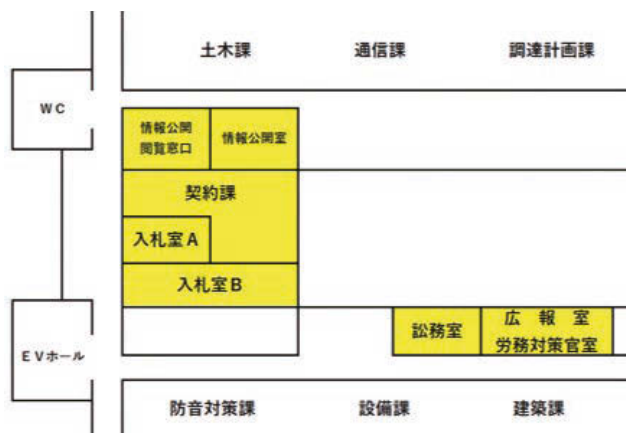 土木課
通信課
調達計画課
WC
情報公開
閲覧窓口
情報公開室
契約課
入札室A
入札室B
訟務室
広 報 室
労務対策官室
EVホール
防音対策課
設備課
建築課